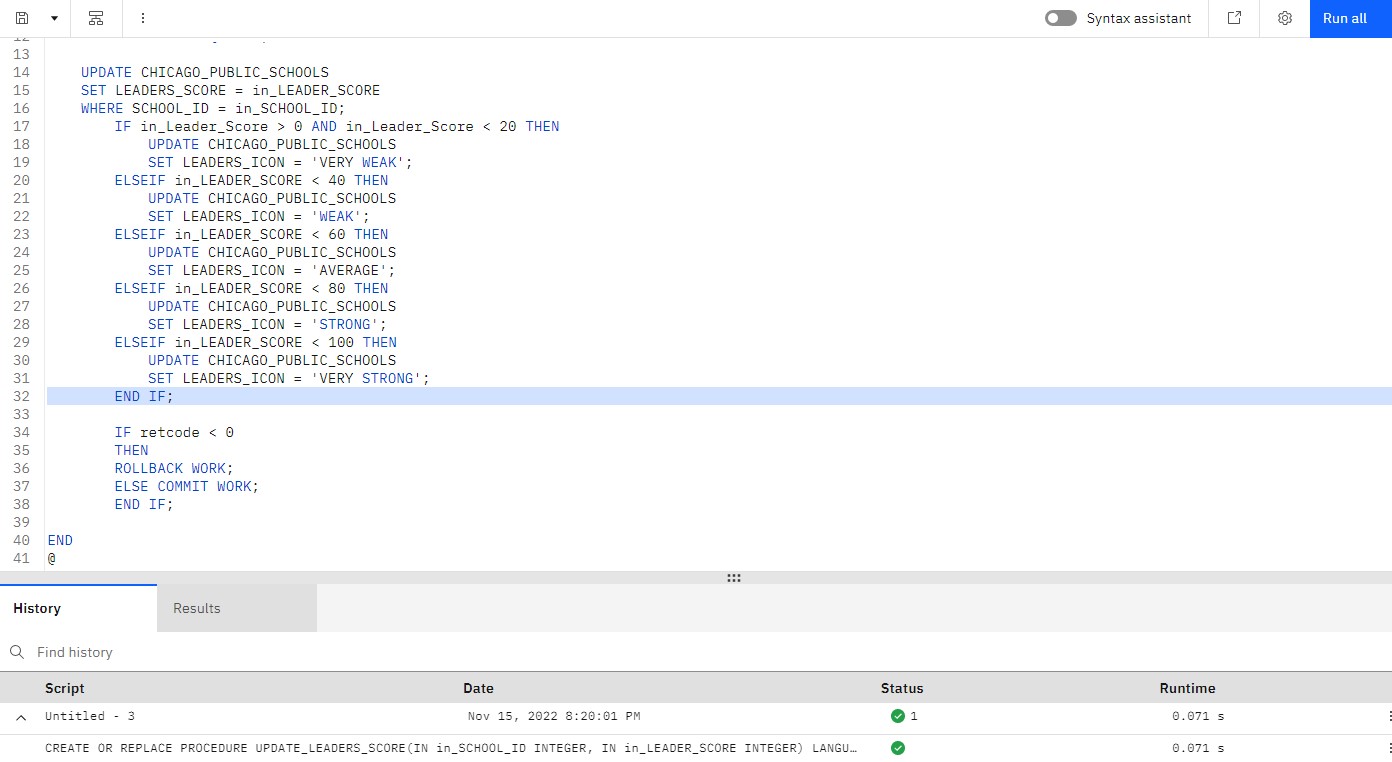 Syntax assistant
Run all
13
14 UPDATE CHICAGO_PUBLIC_SCHOOLS
15 SET LEADERS_SCORE = in_LEADER_SCORE
16 WHERE SCHOOL_ID = in_SCHOOL_ID;
17 IF in_Leader_Score > 0 AND in_Leader_Score < 20 THEN
18 UPDATE CHICAGO_PUBLIC_SCHOOLS
19 SET LEADERS_ICON = 'VERY WEAK';
20 ELSEIF in_LEADER_SCORE < 40 THEN
21 UPDATE CHICAGO_PUBLIC_SCHOOLS
22 SET LEADERS_ICON = 'WEAK';
23 ELSEIF in_LEADER_SCORE < 60 THEN
24 UPDATE CHICAGO_PUBLIC_SCHOOLS
25 SET LEADERS_ICON = 'AVERAGE';
26 ELSEIF in_LEADER_SCORE < 80 THEN
27 UPDATE CHICAGO_PUBLIC_SCHOOLS
28 SET LEADERS_ICON = 'STRONG';
29 ELSEIF in_LEADER_SCORE < 100 THEN
30 UPDATE CHICAGO_PUBLIC_SCHOOLS
31 SET LEADERS_ICON = 'VERY STRONG';
32 END IF;
33
34 IF retcode < 0
35 THEN
36 ROLLBACK WORK;
37 ELSE COMMIT WORK;
38 END IF;
39
40 END
41 @
History Results
Find history
Script Date Status Runtime
Untitled - 3 Nov 15, 2022 8:20:01 PM 1 0.071 s
CREATE OR REPLACE PROCEDURE UPDATE_LEADERS_SCORE(IN in_SCHOOL_ID INTEGER, IN in_LEADER_SCORE INTEGER) LANGU… 0.071 s